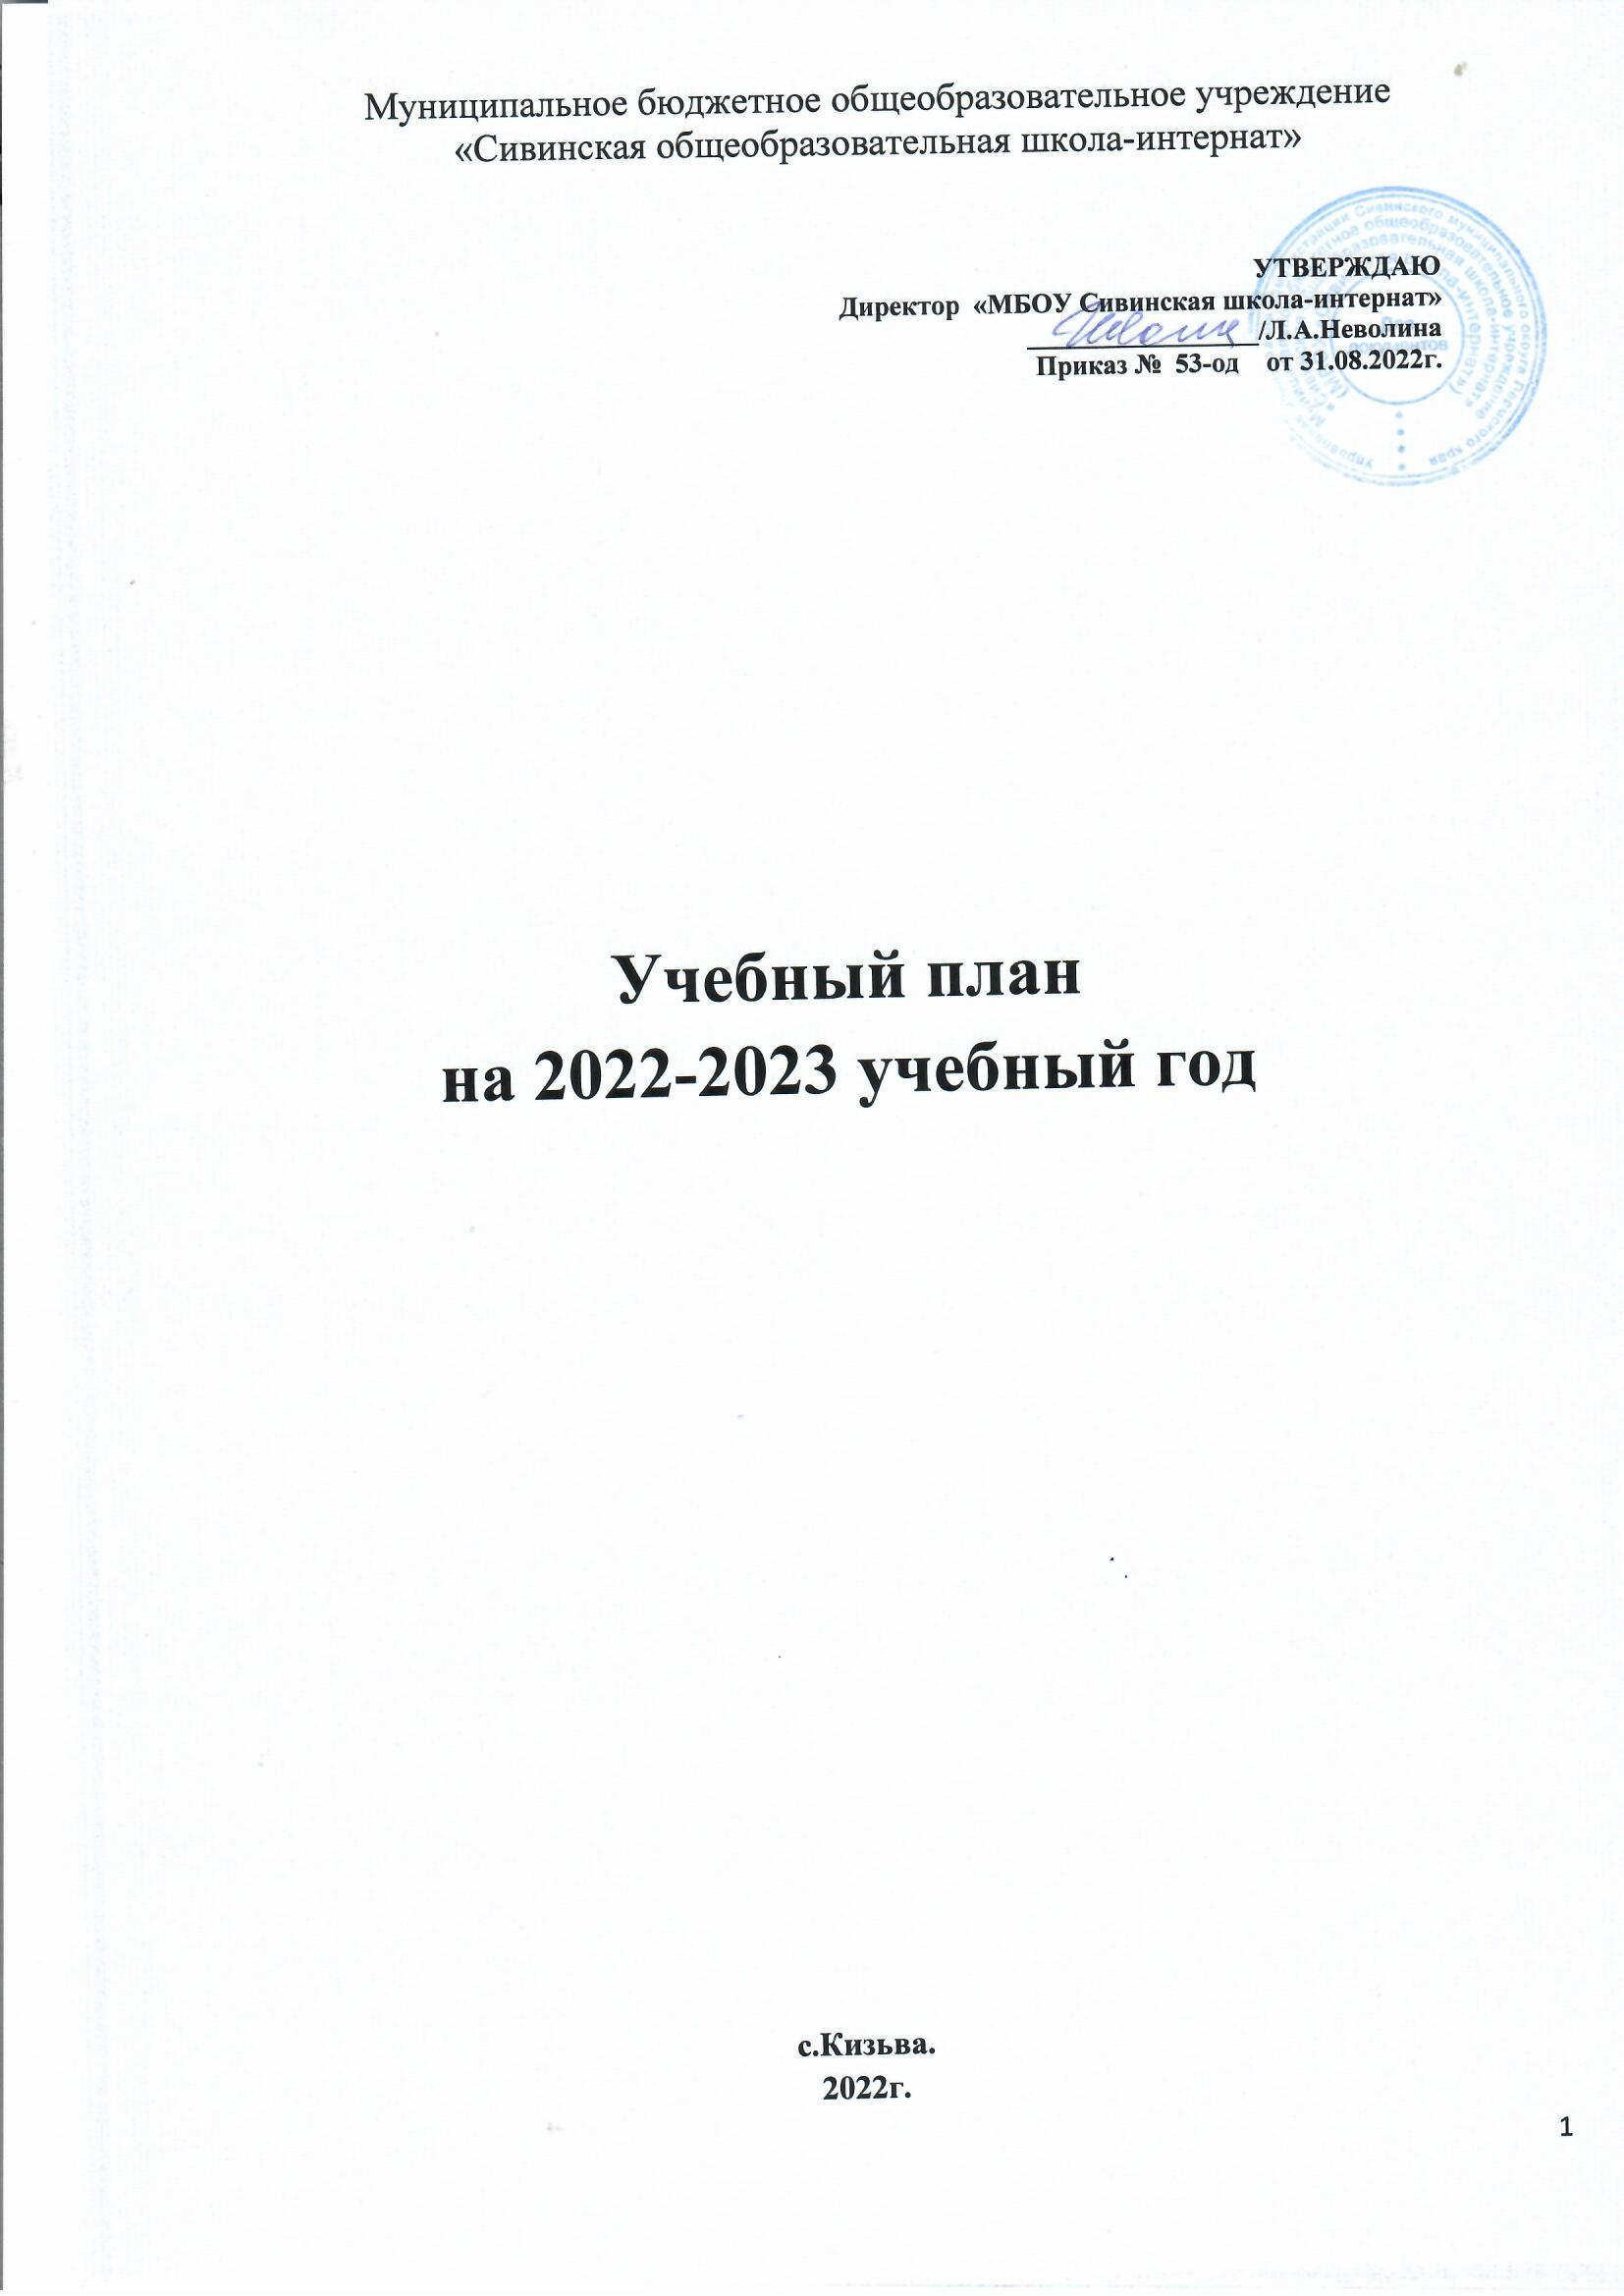 Муниципальное бюджетное общеобразовательное учреждение
«Сивинская общеобразовательная школа-интернат»
УТВЕРЖДАЮ
Директор «МБОУ Сивинская школа-интернат»
/Л.А.Неволина
Приказ № 53-од от 31.08.2022г.
Учебный план
на 2022-2023 учебный год
с.Кизьва.
2022г.
1